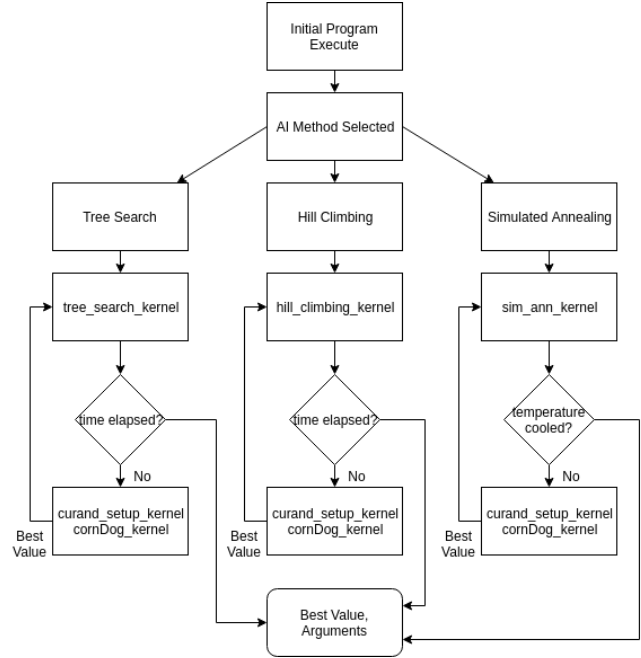 Initial Program
Execute
AI Method Selected
Tree Search
Hill Climbing
Simulated Annealing
tree_search_kernel
hill_climbing_kernel
sim_ann_kernel
time elapsed?
time elapsed?
temperature
cooled?
No
No
No
curand_setup_kernel
cornDog_kernel
curand_setup_kernel
cornDog_kernel
curand_setup_kernel
cornDog_kernel
Best
Value
Best
Value
Best
Value
Best Value,
Arguments